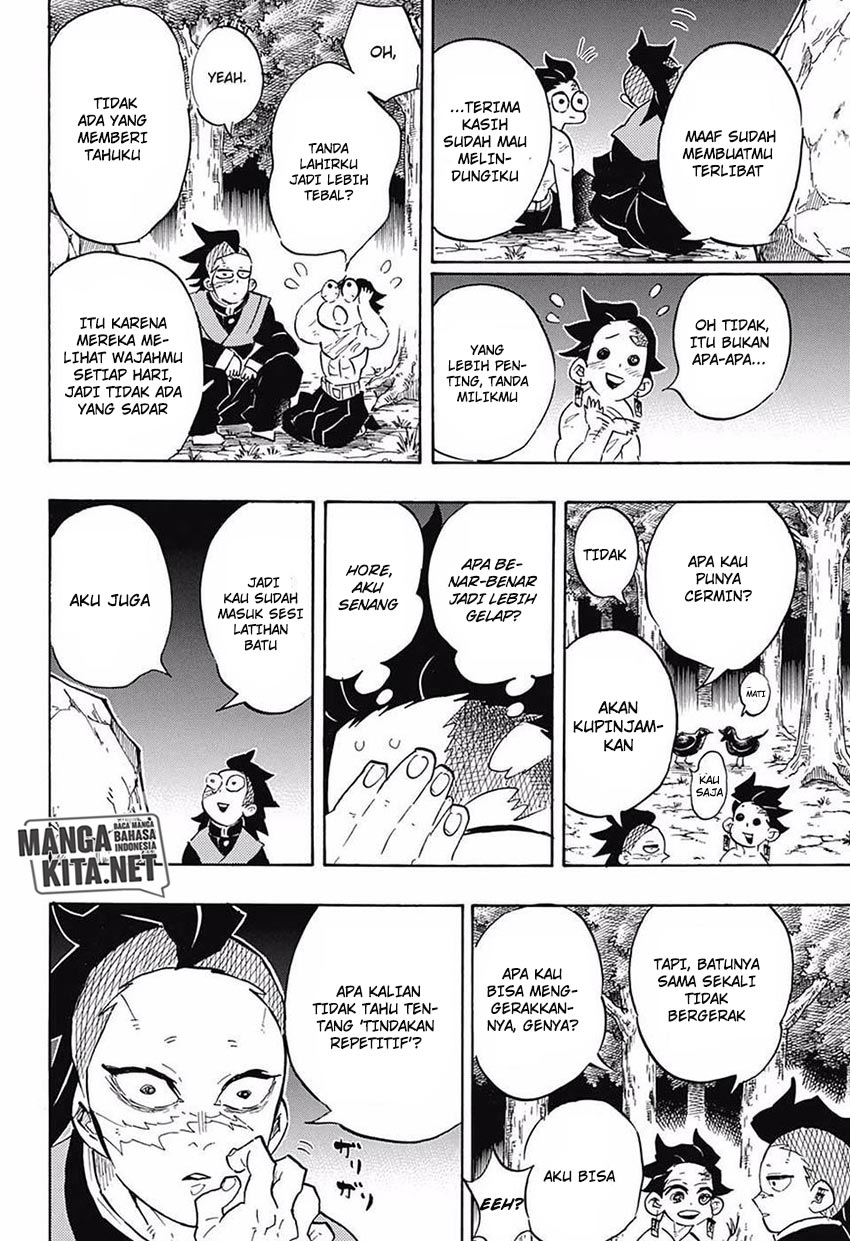 MAAF SUDAH
MEMBUATMU
TERLIBAT
...TERIMA
KASIH
SUDAH MAU
MELIN-
DUNGIKU
OH TIDAK,
ITU BUKAN
APA-APA...
YANG
LEBIH PEN-
TING, TANDA
MILIKMU
OH,
TANDA
LAHIRKU
JADI LEBIH
TEBAL?
YEAH.
TIDAK
ADA YANG
MEMBERI
TAHUKU
ITU KARENA
MEREKA ME-
LIHAT WAJAHMU
SETIAP HARI,
JADI TIDAK ADA
YANG SADAR
APA KAU
PUNYA
CERMIN?
TIDAK
MATI
AKAN
KUPINJAM-
KAN
KAU
SAJA
APA BE-
NAR-BENAR
JADI LEBIH
GELAP?
HORE,
AKU
SENANG
JADI
KAU SUDAH
MASUK SESI
LATIHAN
BATU
AKU JUGA
MANGA
KITA.NET
BACA MANGA
BAHASA
INDONESIA
TAPI, BATUNYA
SAMA SEKALI
TIDAK
BERGERAK
APA KAU
BISA MENG-
GERAKKAN-
NYA, GENYA?
AKU BISA
EEH?
APA KALIAN
TIDAK TAHU TEN-
TANG 'TINDAKAN
REPETITIF'?
ザリ
ザリ